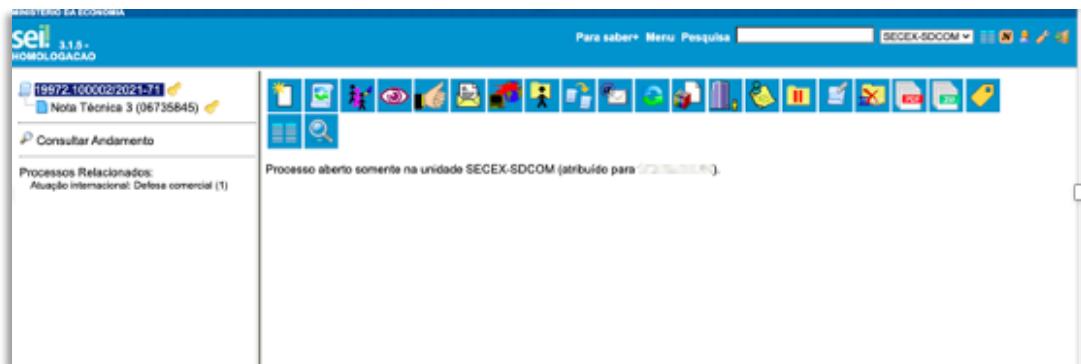 MINISTÉRIO DA ECONOMIA
sei!
3.1.5 -
HOMOLOGACAO
Para saber+ Menu Pesquisa
SECEX-SDCOM
19972.100002/2021-71
Nota Técnica 3 (06735845)
Consultar Andamento
Processos Relacionados:
Atuação internacional: Defesa comercial (1)
Processo aberto somente na unidade SECEX-SDCOM (atribuído para ).
PDF
ZIP